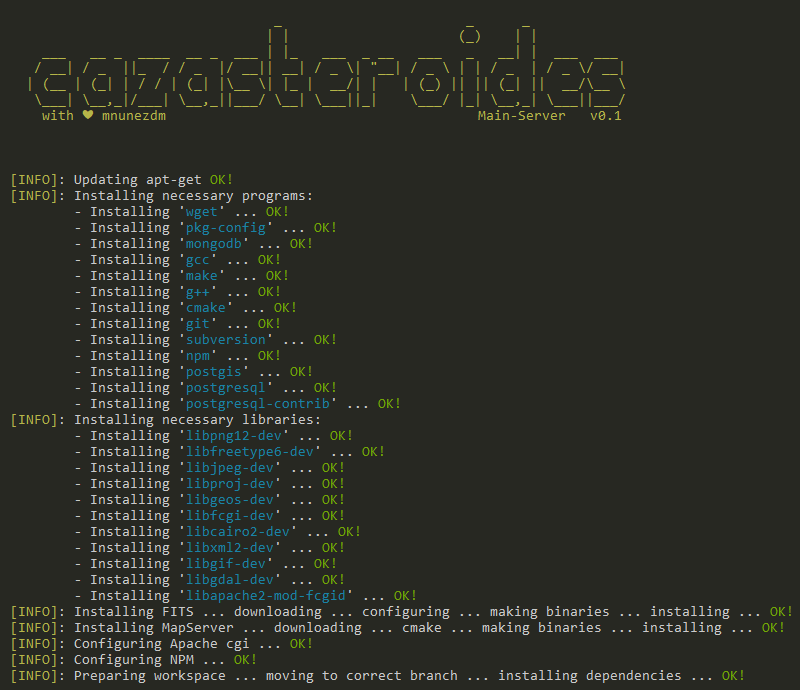 cazasteroides
with ♥ mnunezdm Main-Server v0.1
[INFO]: Updating apt-get OK!
[INFO]: Installing necessary programs:
- Installing 'wget' ... OK!
- Installing 'pkg-config' ... OK!
- Installing 'mongodb' ... OK!
- Installing 'gcc' ... OK!
- Installing 'make' ... OK!
- Installing 'g++' ... OK!
- Installing 'cmake' ... OK!
- Installing 'git' ... OK!
- Installing 'subversion' ... OK!
- Installing 'npm' ... OK!
- Installing 'postgis' ... OK!
- Installing 'postgresql' ... OK!
- Installing 'postgresql-contrib' ... OK!
[INFO]: Installing necessary libraries:
- Installing 'libpng12-dev' ... OK!
- Installing 'libfreetype6-dev' ... OK!
- Installing 'libjpeg-dev' ... OK!
- Installing 'libproj-dev' ... OK!
- Installing 'libgeos-dev' ... OK!
- Installing 'libfcgi-dev' ... OK!
- Installing 'libcairo2-dev' ... OK!
- Installing 'libxml2-dev' ... OK!
- Installing 'libgif-dev' ... OK!
- Installing 'libgdal-dev' ... OK!
- Installing 'libapache2-mod-fcgid' ... OK!
[INFO]: Installing FITS ... downloading ... configuring ... making binaries ... installing ... OK!
[INFO]: Installing MapServer ... downloading ... cmake ... making binaries ... installing ... OK!
[INFO]: Configuring Apache cgi ... OK!
[INFO]: Configuring NPM ... OK!
[INFO]: Preparing workspace ... moving to correct branch ... installing dependencies ... OK!